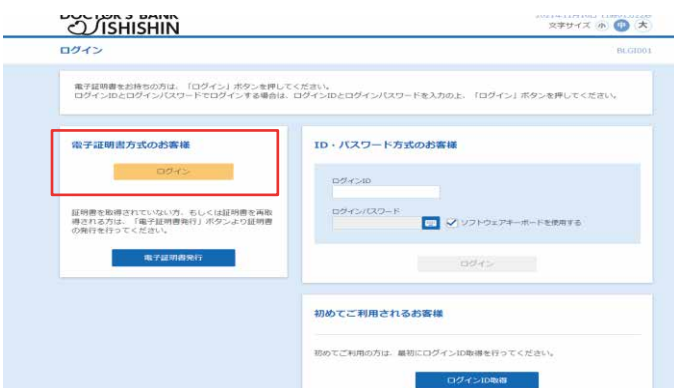 DOCTOR'S BANK
ISHISHIN
文字サイズ 小 中 大
ログイン
BLGI001
電子証明書をお持ちの方は、「ログイン」ボタンを押してください。
ログインIDとログインパスワードでログインする場合は、ログインIDとログインパスワードを入力の上、「ログイン」ボタンを押してください。
電子証明書方式のお客様
ログイン
証明書を取得されていない方、もしくは証明書を再取
得される方は、「電子証明書発行」ボタンより証明書
の発行を行ってください。
電子証明書発行
ID・パスワード方式のお客様
ログインID
ログインパスワード
ソフトウェアキーボードを使用する
ログイン
初めてご利用されるお客様
初めてご利用の方は、最初にログインID取得を行ってください。
ログインID取得